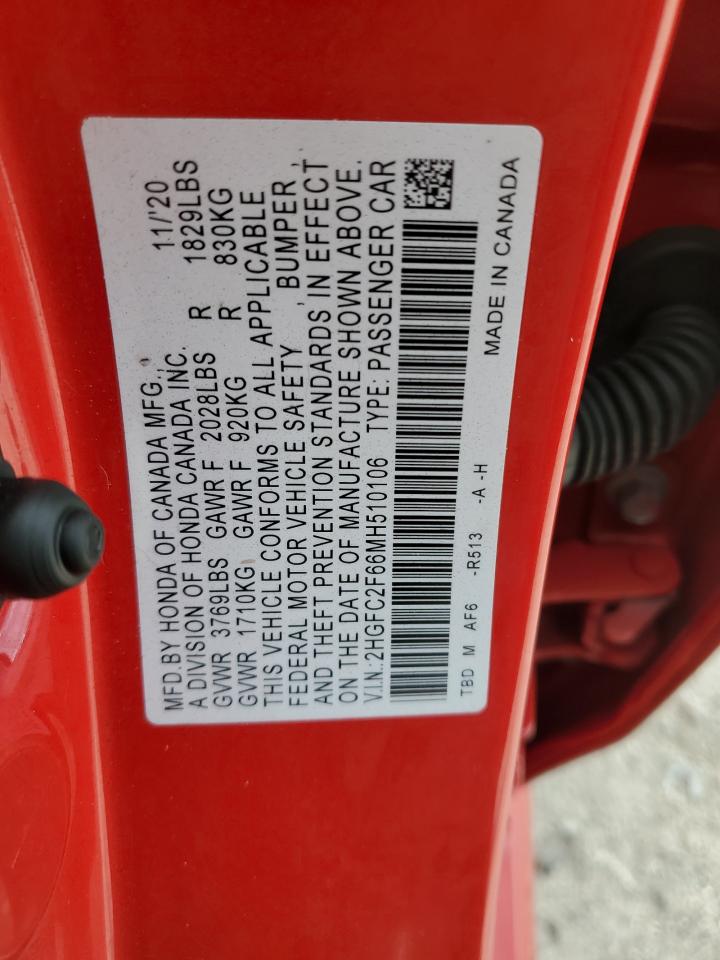 MFD.BY HONDA OF CANADA MFG., 11/'20
A DIVISION OF HONDA CANADA INC.
GVWR 3769LBS GAWR F 2028LBS R 1829LBS
GVWR 1710KG GAWR F 920KG R 830KG
THIS VEHICLE CONFORMS TO ALL APPLICABLE
FEDERAL MOTOR VEHICLE SAFETY , BUMPER,
AND THEFT PREVENTION STANDARDS IN EFFECT
ON THE DATE OF MANUFACTURE SHOWN ABOVE.
V.I.N.:2HGFC2F66MH510106 TYPE: PASSENGER CAR
TBD M AF6 -R513 -A -H
MADE IN CANADA